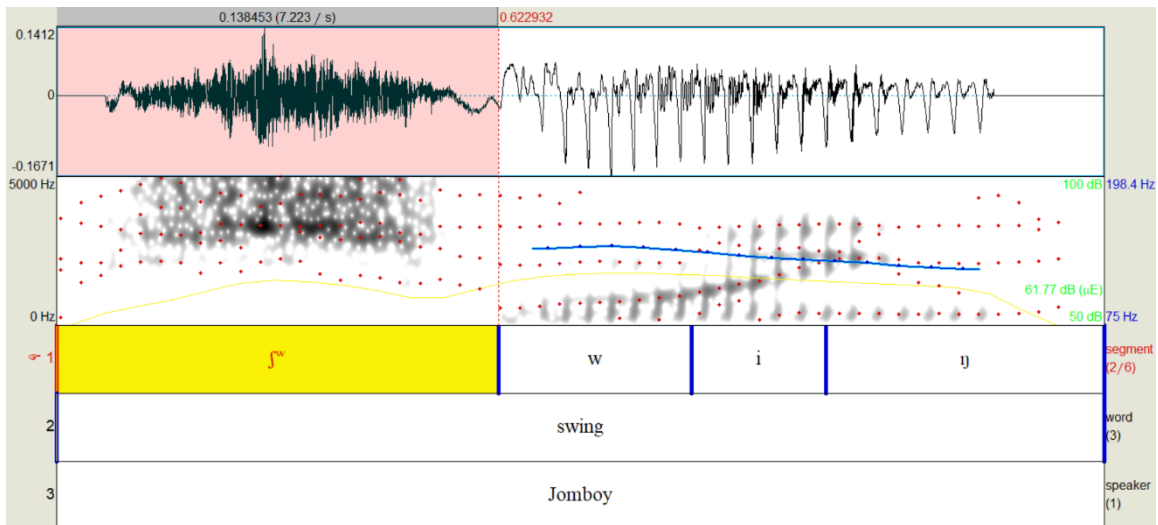 0.138453 (7.223 / s) 0.622932
0.1412
0
-0.1671
5000 Hz 100 dB 198.4 Hz
61.77 dB (µE)
0 Hz 50 dB 75 Hz
☞ 1 ʃʷ w i ŋ segment (2/6)
2 swing word (3)
3 Jomboy speaker (1)